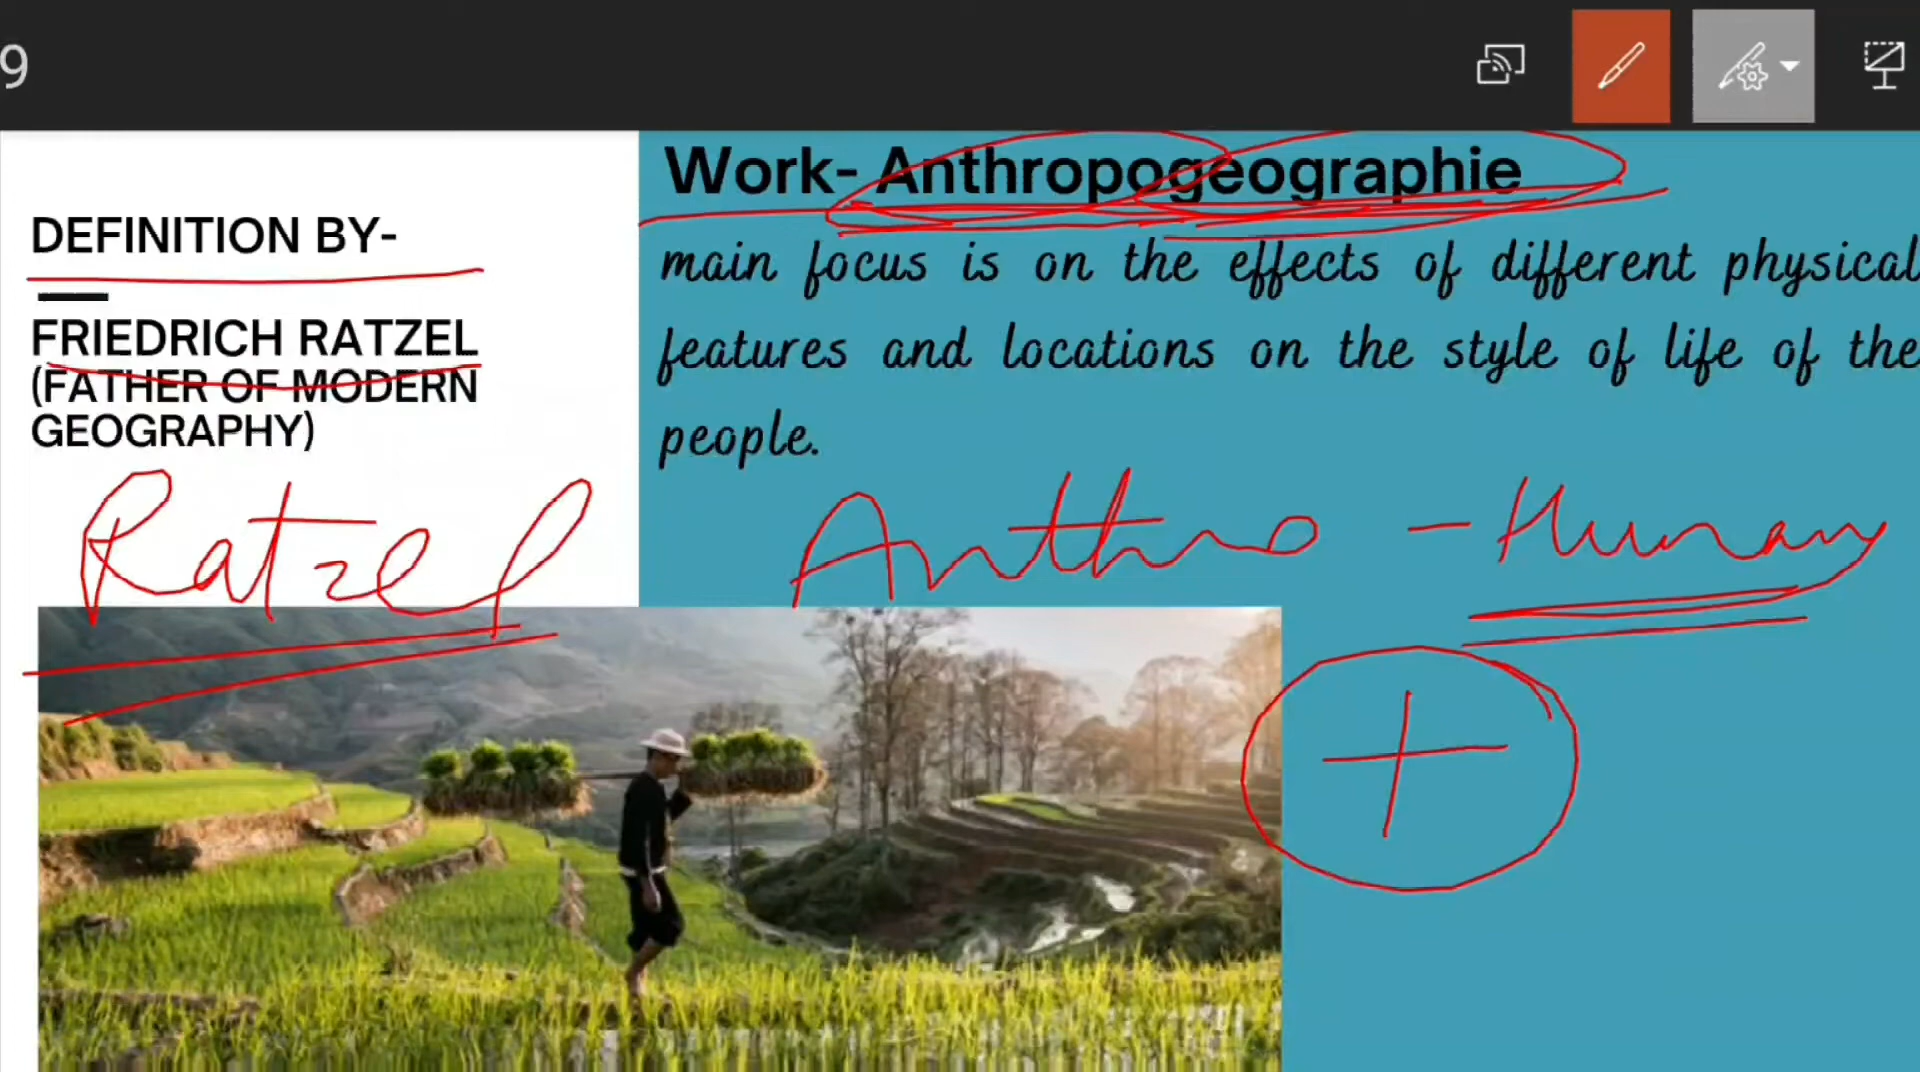 9
DEFINITION BY-
FRIEDRICH RATZEL
(FATHER OF MODERN
GEOGRAPHY)
Ratzel
Work- Anthropogeographie
main focus is on the effects of different physical
features and locations on the style of life of the
people.
Anthro - Human
+